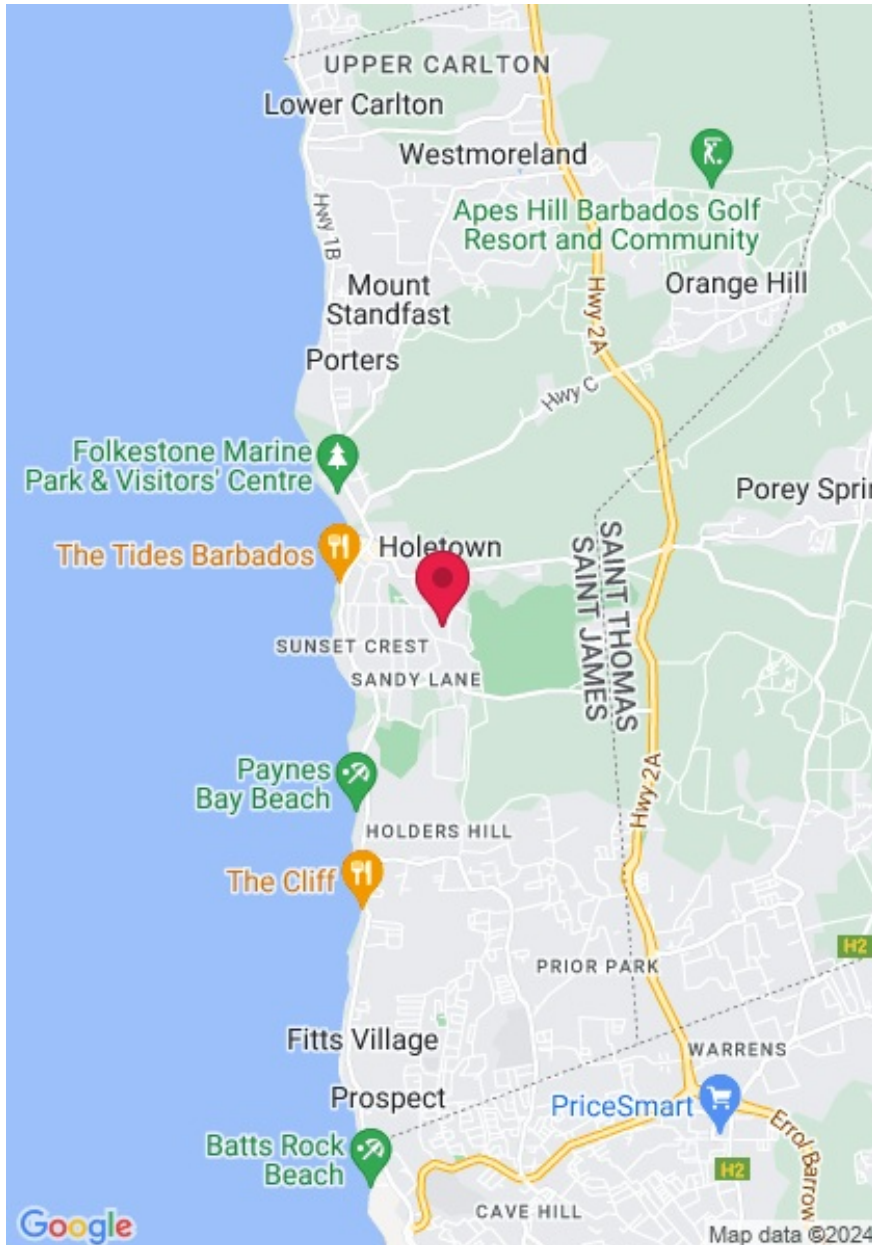 UPPER CARLTON
Lower Carlton
Westmoreland
Hwy 1B
Apes Hill Barbados Golf
Resort and Community
Hwy 2A
Mount
Standfast
Orange Hill
Porters
Hwy C
Folkestone Marine
Park & Visitors' Centre
Porey Sprin
The Tides Barbados
Holetown
SAINT THOMAS
SAINT JAMES
SUNSET CREST
SANDY LANE
Paynes
Bay Beach
Hwy 2A
HOLDERS HILL
The Cliff
H2
PRIOR PARK
Fitts Village
WARRENS
Prospect
PriceSmart
Errol Barrow
Batts Rock
Beach
H2
CAVE HILL
Google
Map data ©2024